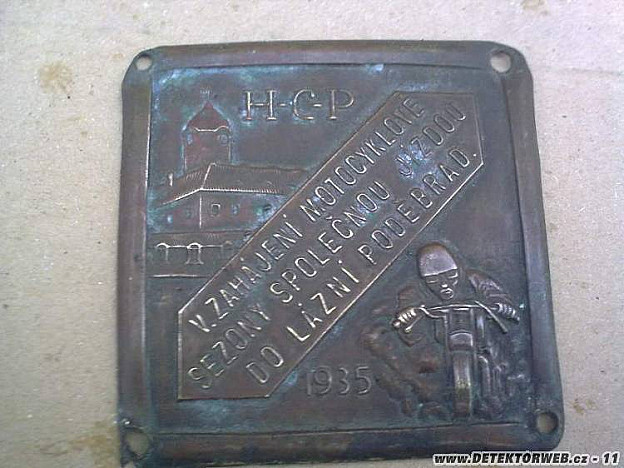 H-C-P
V. ZAHÁJENÍ MOTOCYKLOVÉ
SEZONY SPOLEČNOU JÍZDOU
DO LÁZNÍ PODĚBRAD.
1935
www.DETEKTORWEB.cz - 11